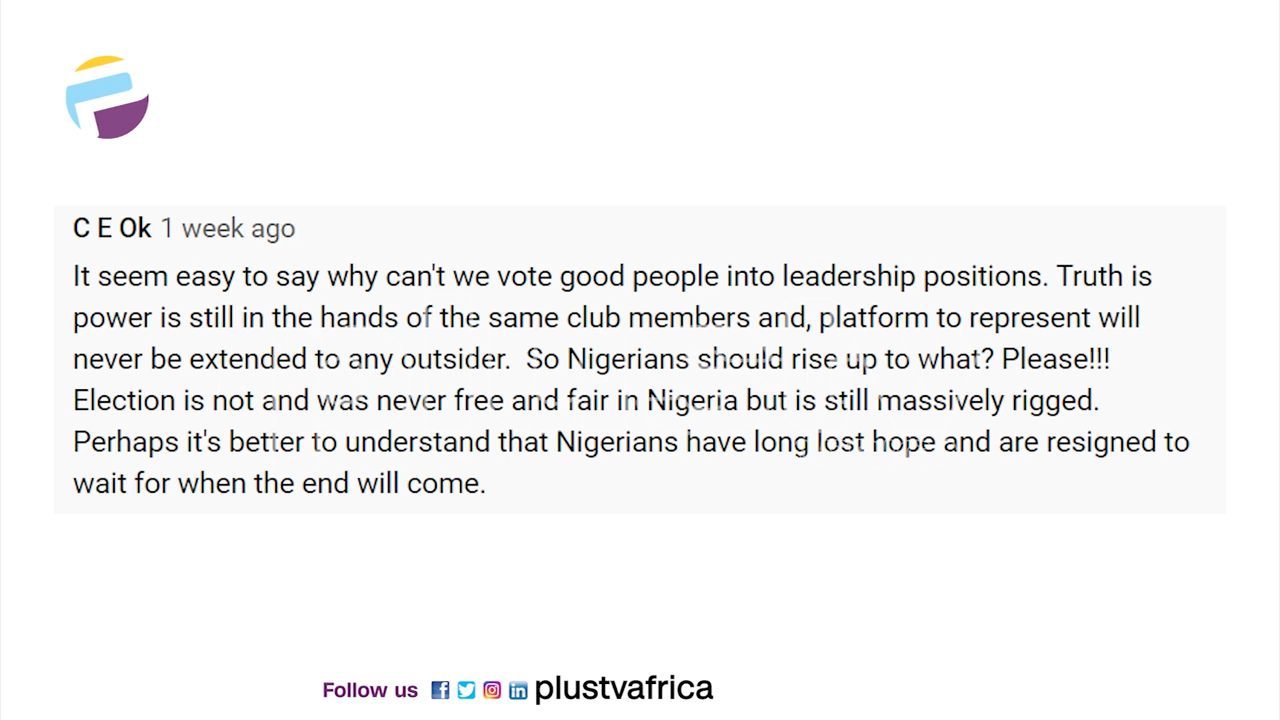 C E Ok 1 week ago
It seem easy to say why can't we vote good people into leadership positions. Truth is
power is still in the hands of the same club members and, platform to represent will
never be extended to any outsider.  So Nigerians should rise up to what? Please!!!
Election is not and was never free and fair in Nigeria but is still massively rigged.
Perhaps it's better to understand that Nigerians have long lost hope and are resigned to
wait for when the end will come.
Follow us plustvafrica